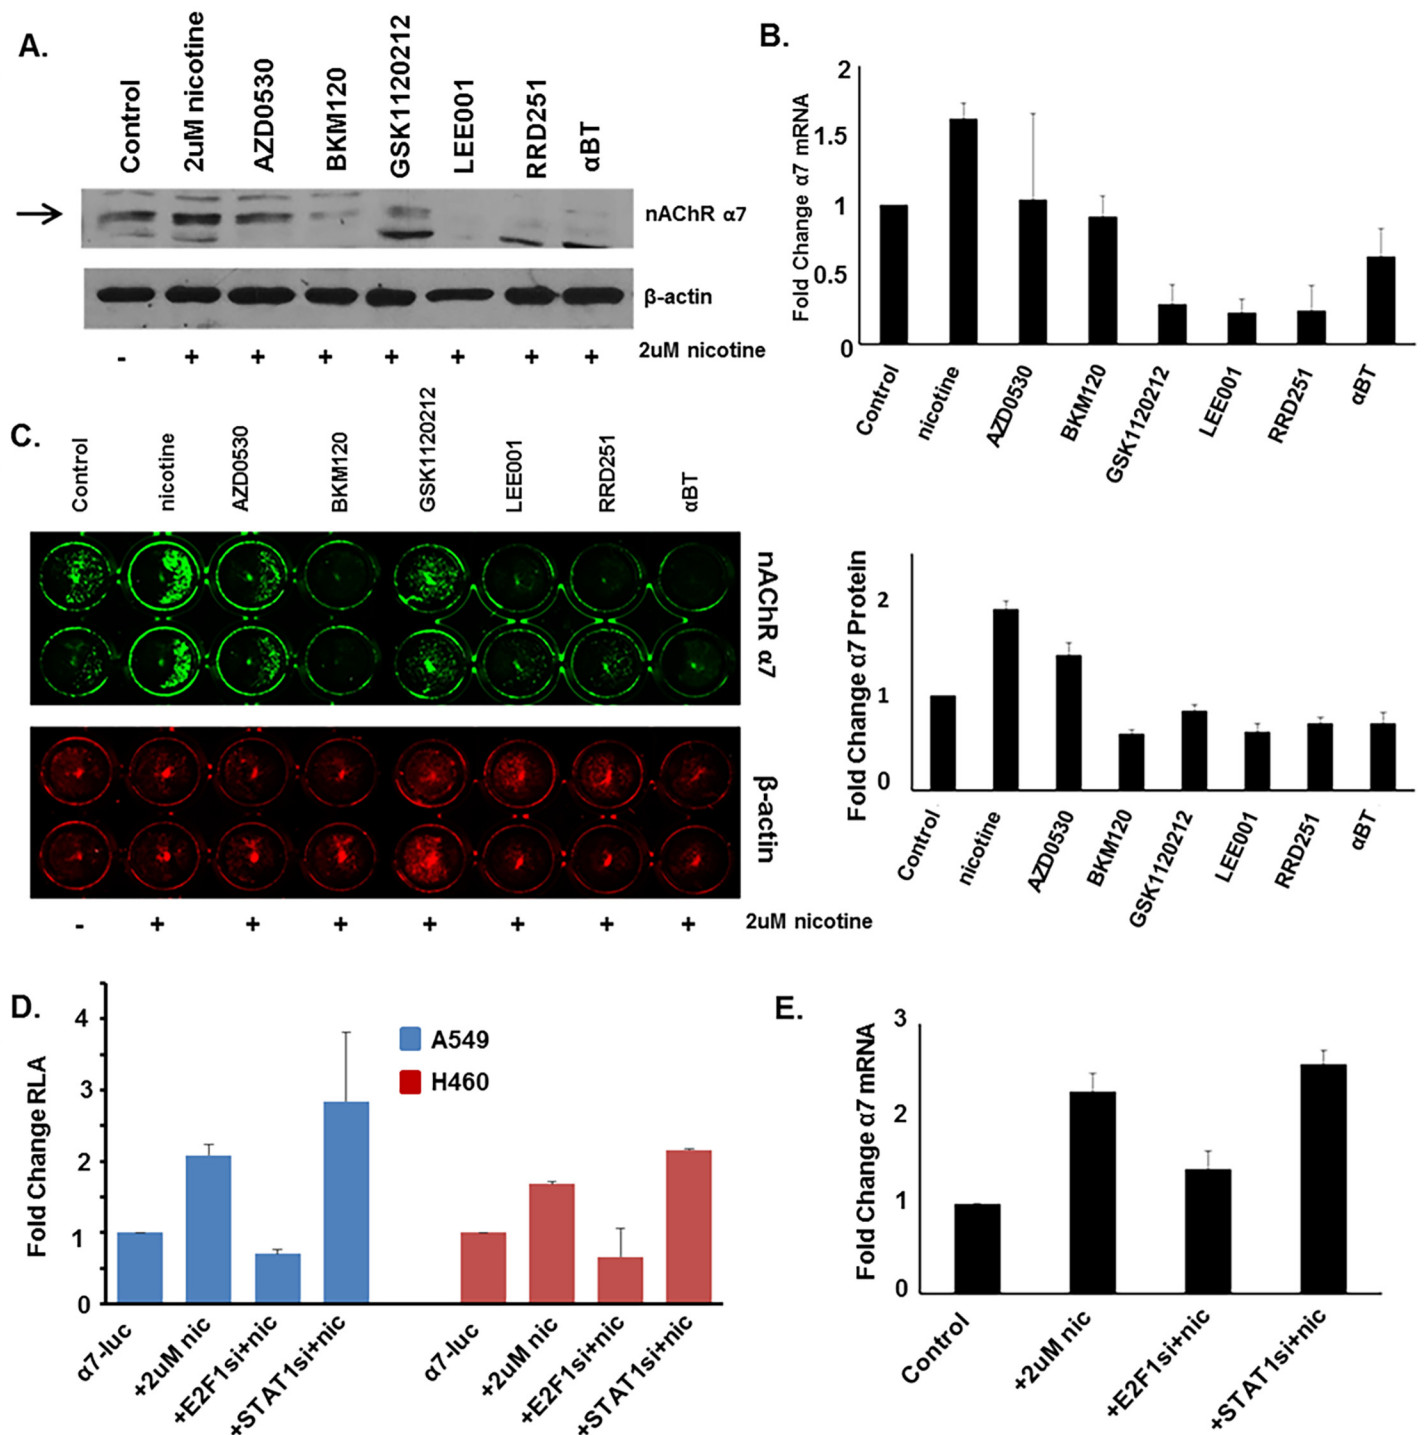 A.
Control
2uM nicotine
AZD0530
BKM120
GSK1120212
LEE001
RRD251
αBT
nAChR α7
β-actin
- + + + + + + + 2uM nicotine
B.
Fold Change α7 mRNA
2
1.5
1
0.5
0
Control
nicotine
AZD0530
BKM120
GSK1120212
LEE001
RRD251
αBT
C.
Control
nicotine
AZD0530
BKM120
GSK1120212
LEE001
RRD251
αBT
nAChR α7
β-actin
- + + + + + + + 2uM nicotine
Fold Change α7 Protein
2
1
0
Control
nicotine
AZD0530
BKM120
GSK1120212
LEE001
RRD251
αBT
D.
Fold Change RLA
4
3
2
1
0
A549
H460
α7-luc
+2uM nic
+E2F1si+nic
+STAT1si+nic
α7-luc
+2uM nic
+E2F1si+nic
+STAT1si+nic
E.
Fold Change α7 mRNA
3
2
1
0
Control
+2uM nic
+E2F1si+nic
+STAT1si+nic